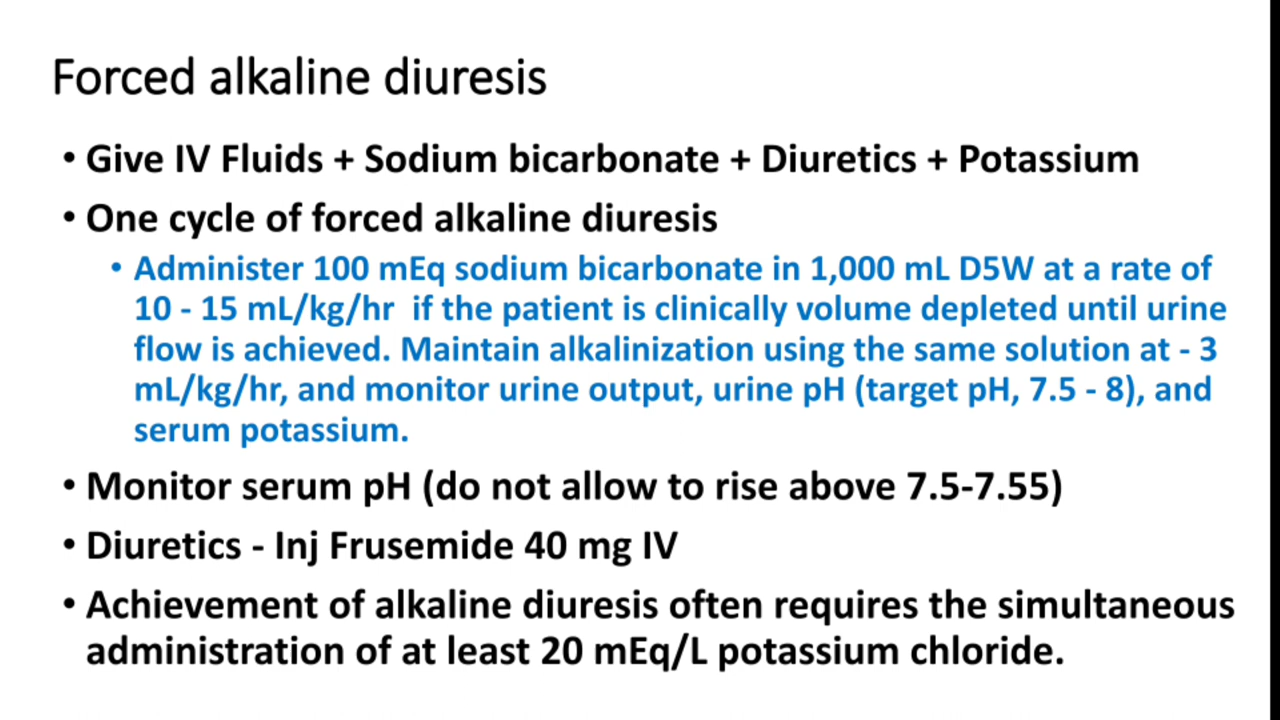 Forced alkaline diuresis
• Give IV Fluids + Sodium bicarbonate + Diuretics + Potassium
• One cycle of forced alkaline diuresis
• Administer 100 mEq sodium bicarbonate in 1,000 mL D5W at a rate of
10 - 15 mL/kg/hr if the patient is clinically volume depleted until urine
flow is achieved. Maintain alkalinization using the same solution at - 3
mL/kg/hr, and monitor urine output, urine pH (target pH, 7.5 - 8), and
serum potassium.
• Monitor serum pH (do not allow to rise above 7.5-7.55)
• Diuretics - Inj Frusemide 40 mg IV
• Achievement of alkaline diuresis often requires the simultaneous
administration of at least 20 mEq/L potassium chloride.